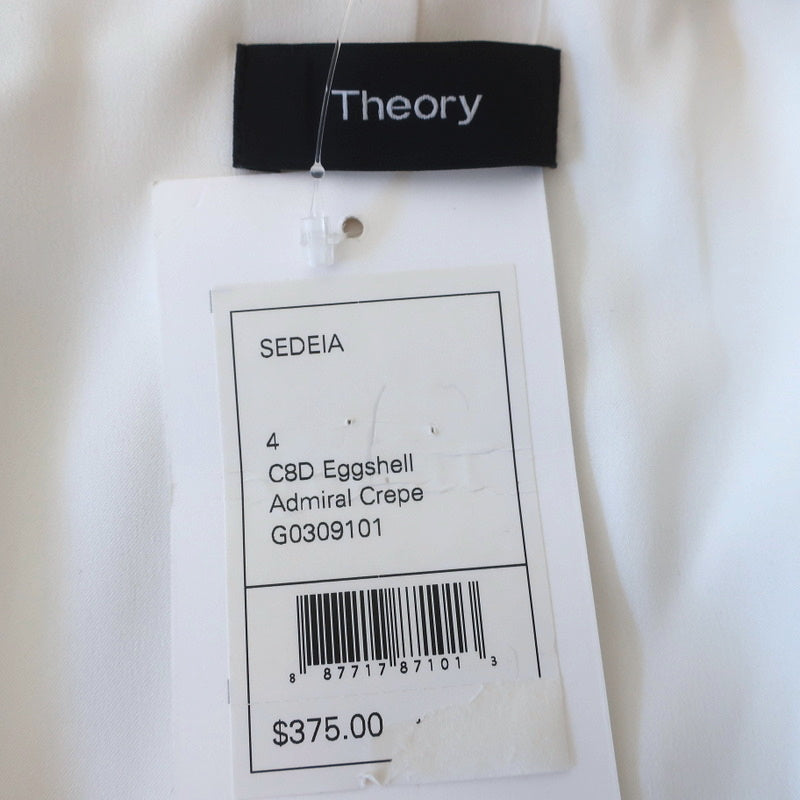 Theory
SEDEIA
4
C8D Eggshell
Admiral Crepe
G0309101
8 87717 87101 3
$375.00